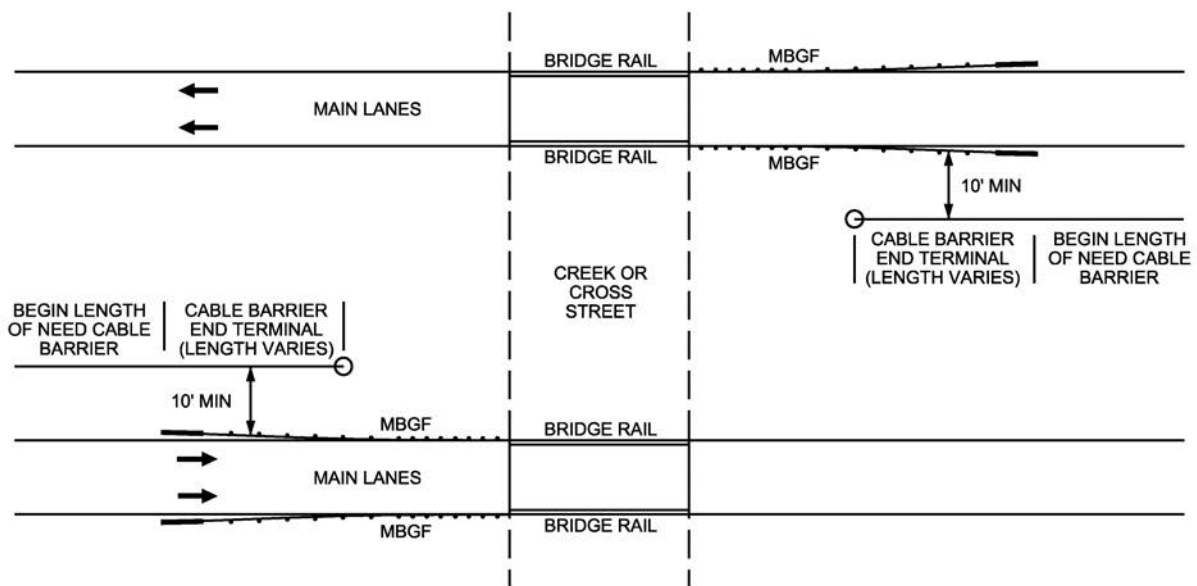 BRIDGE RAIL
MBGF
MAIN LANES
BRIDGE RAIL
MBGF
10' MIN
CABLE BARRIER
END TERMINAL
(LENGTH VARIES)
BEGIN LENGTH
OF NEED CABLE
BARRIER
CREEK OR
CROSS
STREET
BEGIN LENGTH
OF NEED CABLE
BARRIER
CABLE BARRIER
END TERMINAL
(LENGTH VARIES)
10' MIN
MBGF
BRIDGE RAIL
MAIN LANES
MBGF
BRIDGE RAIL